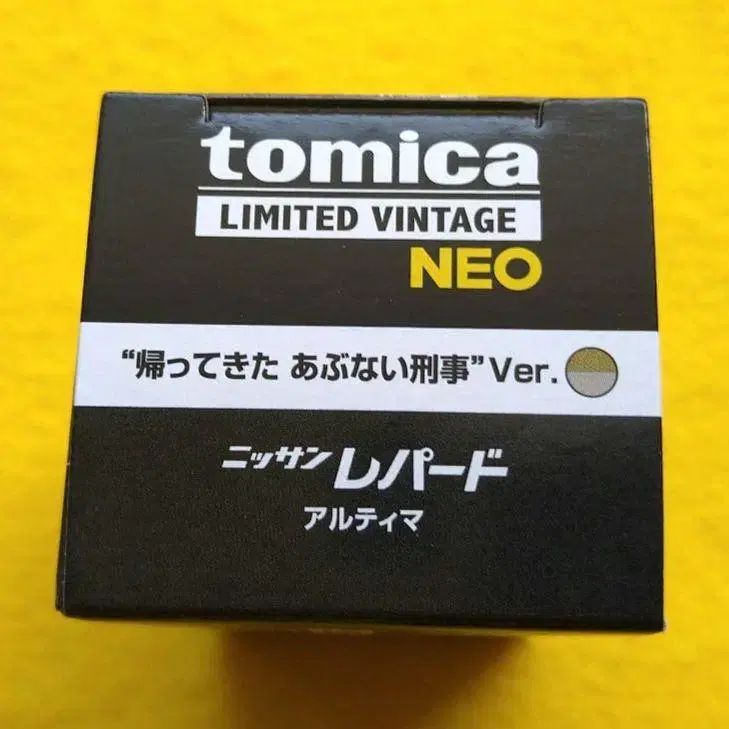 tomica
LIMITED VINTAGE
NEO
“帰ってきた あぶない刑事” Ver.
ニッサン レパード
アルティマ